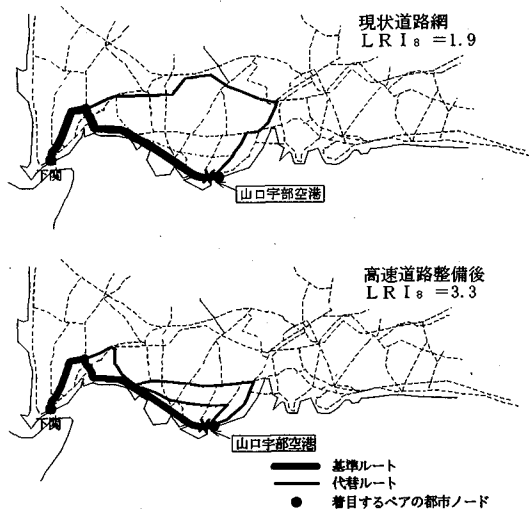 現状道路網
LRI₈ =1.9
下関
山口宇部空港
高速道路整備後
LRI₈ =3.3
下関
山口宇部空港
基準ルート
代替ルート
着目するペアの都市ノード